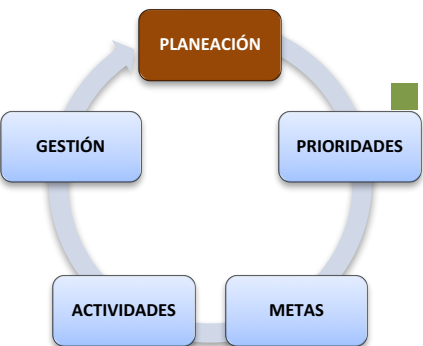 PLANEACIÓN
GESTIÓN
PRIORIDADES
ACTIVIDADES
METAS